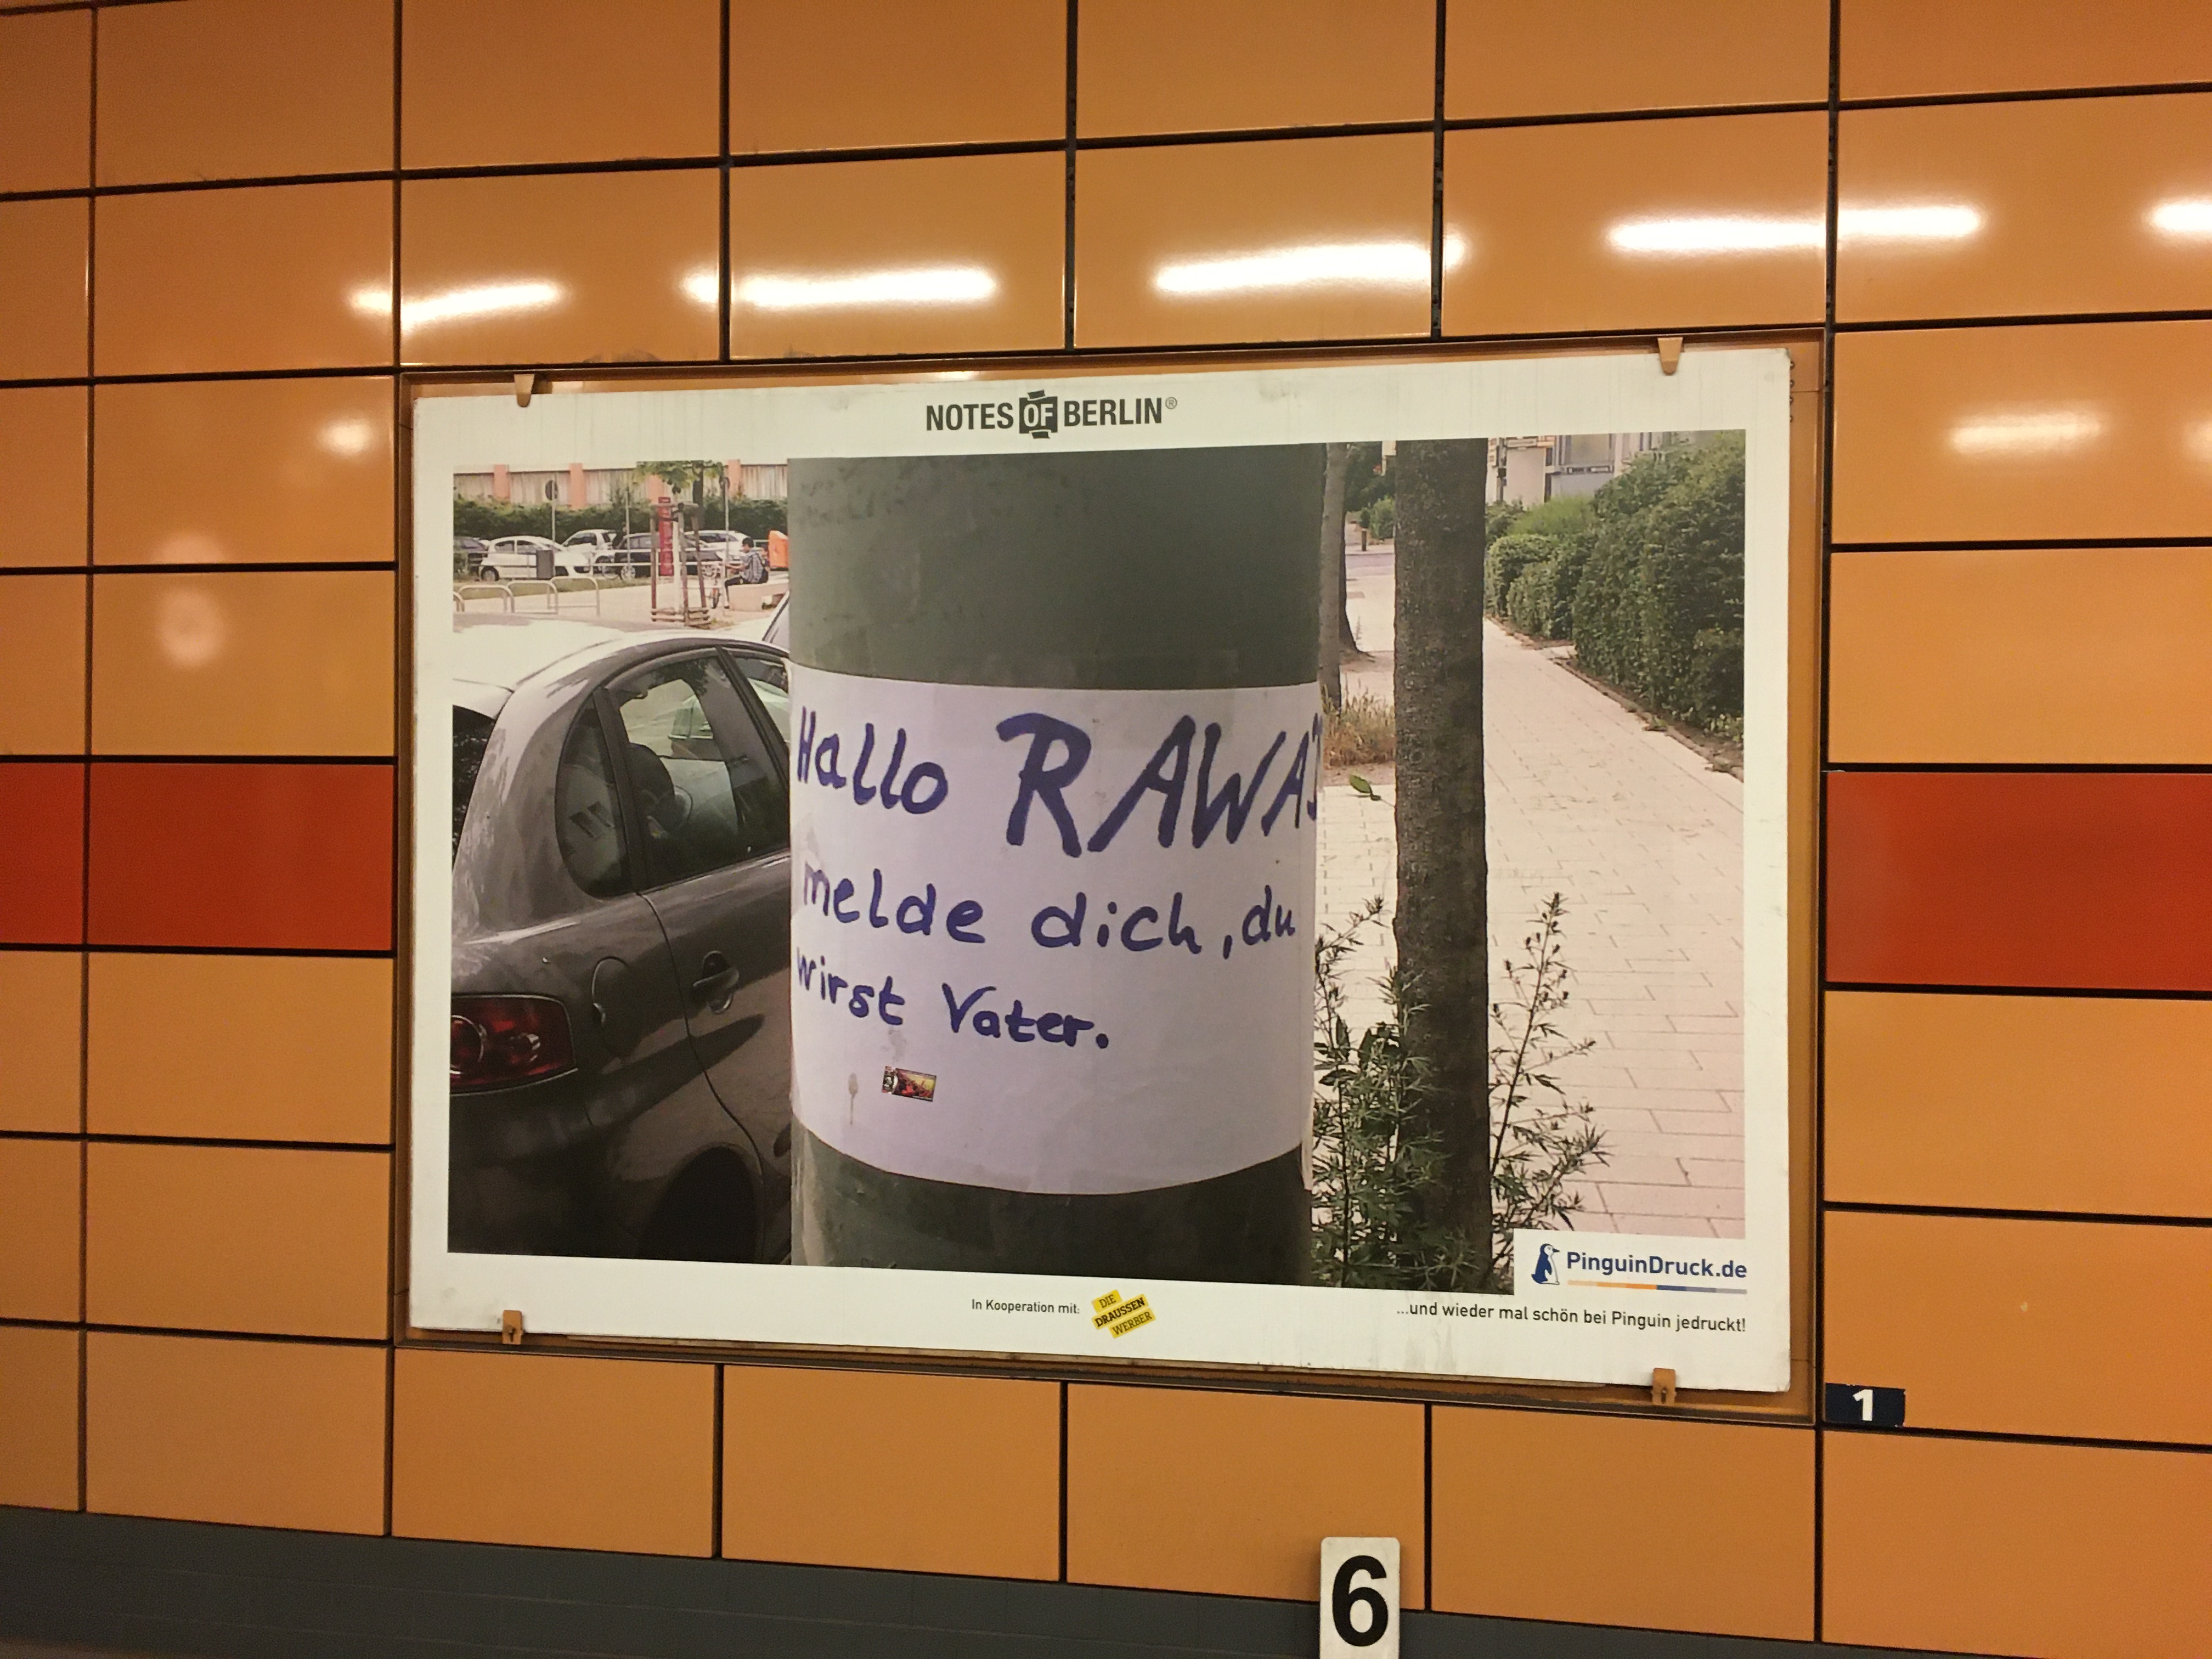 NOTES OF BERLIN®
Hallo
melde dich, du
wirst Vater.
PinguinDruck.de
In Kooperation mit:
DIE
DRAUSSEN
WERBER
...und wieder mal schön bei Pinguin jedruckt!
1
6